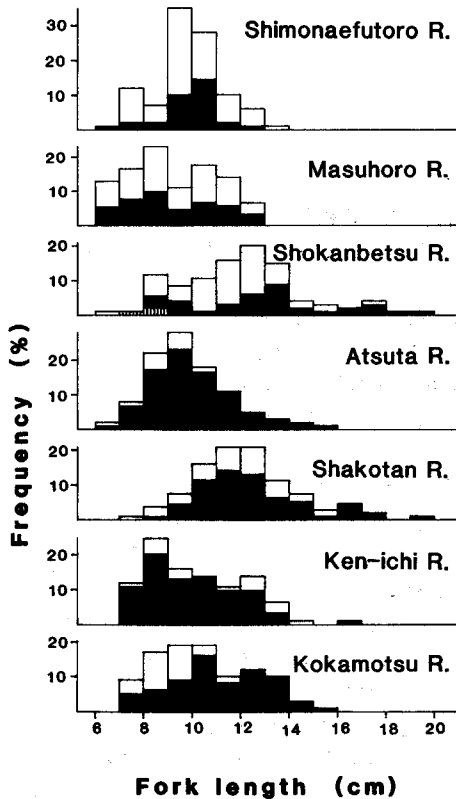 Shimonaefutoro R.
30
20
10
Masuhoro R.
20
10
Shokanbetsu R.
20
10
Atsuta R.
20
10
Shakotan R.
20
10
Ken-ichi R.
20
10
Kokamotsu R.
20
10
6 8 10 12 14 16 18 20
Frequency (%)
Fork length (cm)